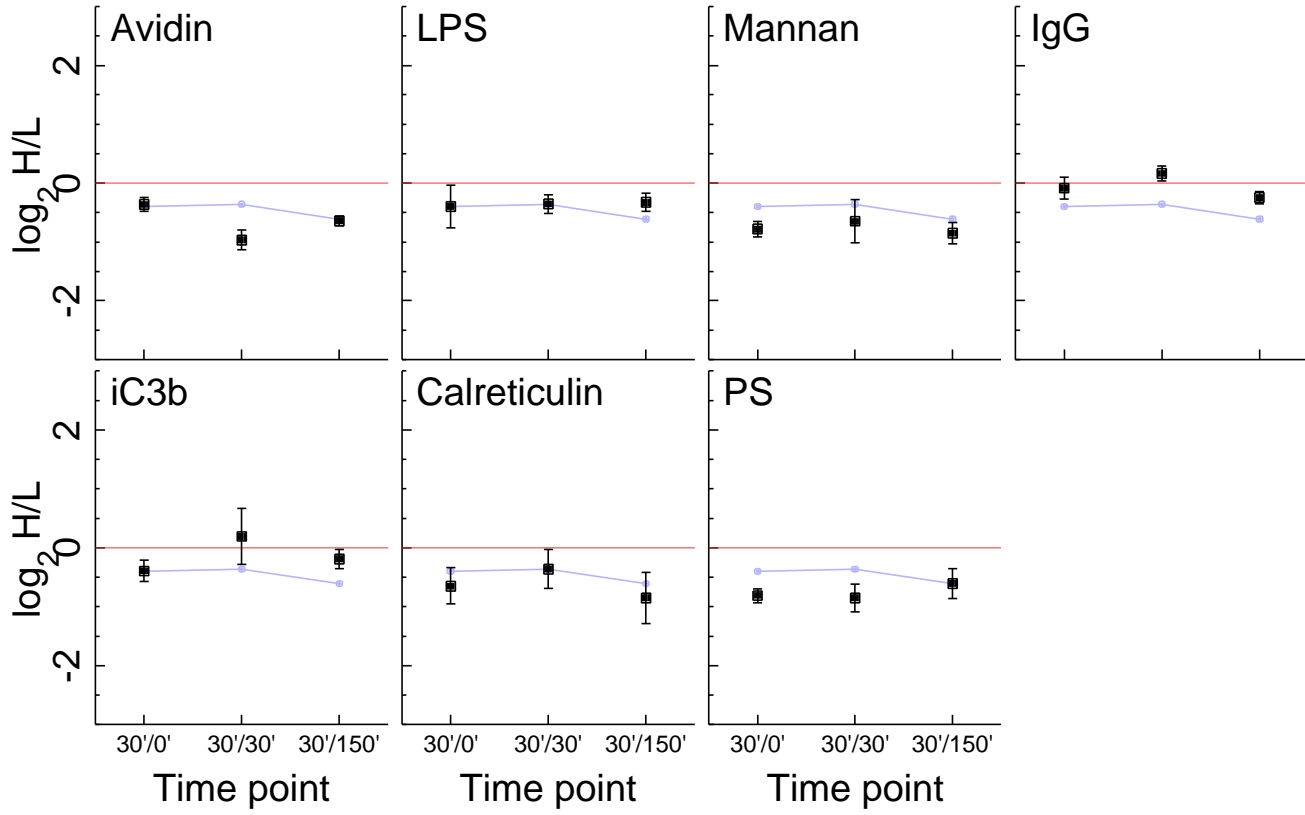 Avidin
LPS
Mannan
IgG
log2 H/L
2
0
-2
iC3b
Calreticulin
PS
log2 H/L
2
0
-2
30'/0' 30'/30' 30'/150'
30'/0' 30'/30' 30'/150'
30'/0' 30'/30' 30'/150'
Time point
Time point
Time point